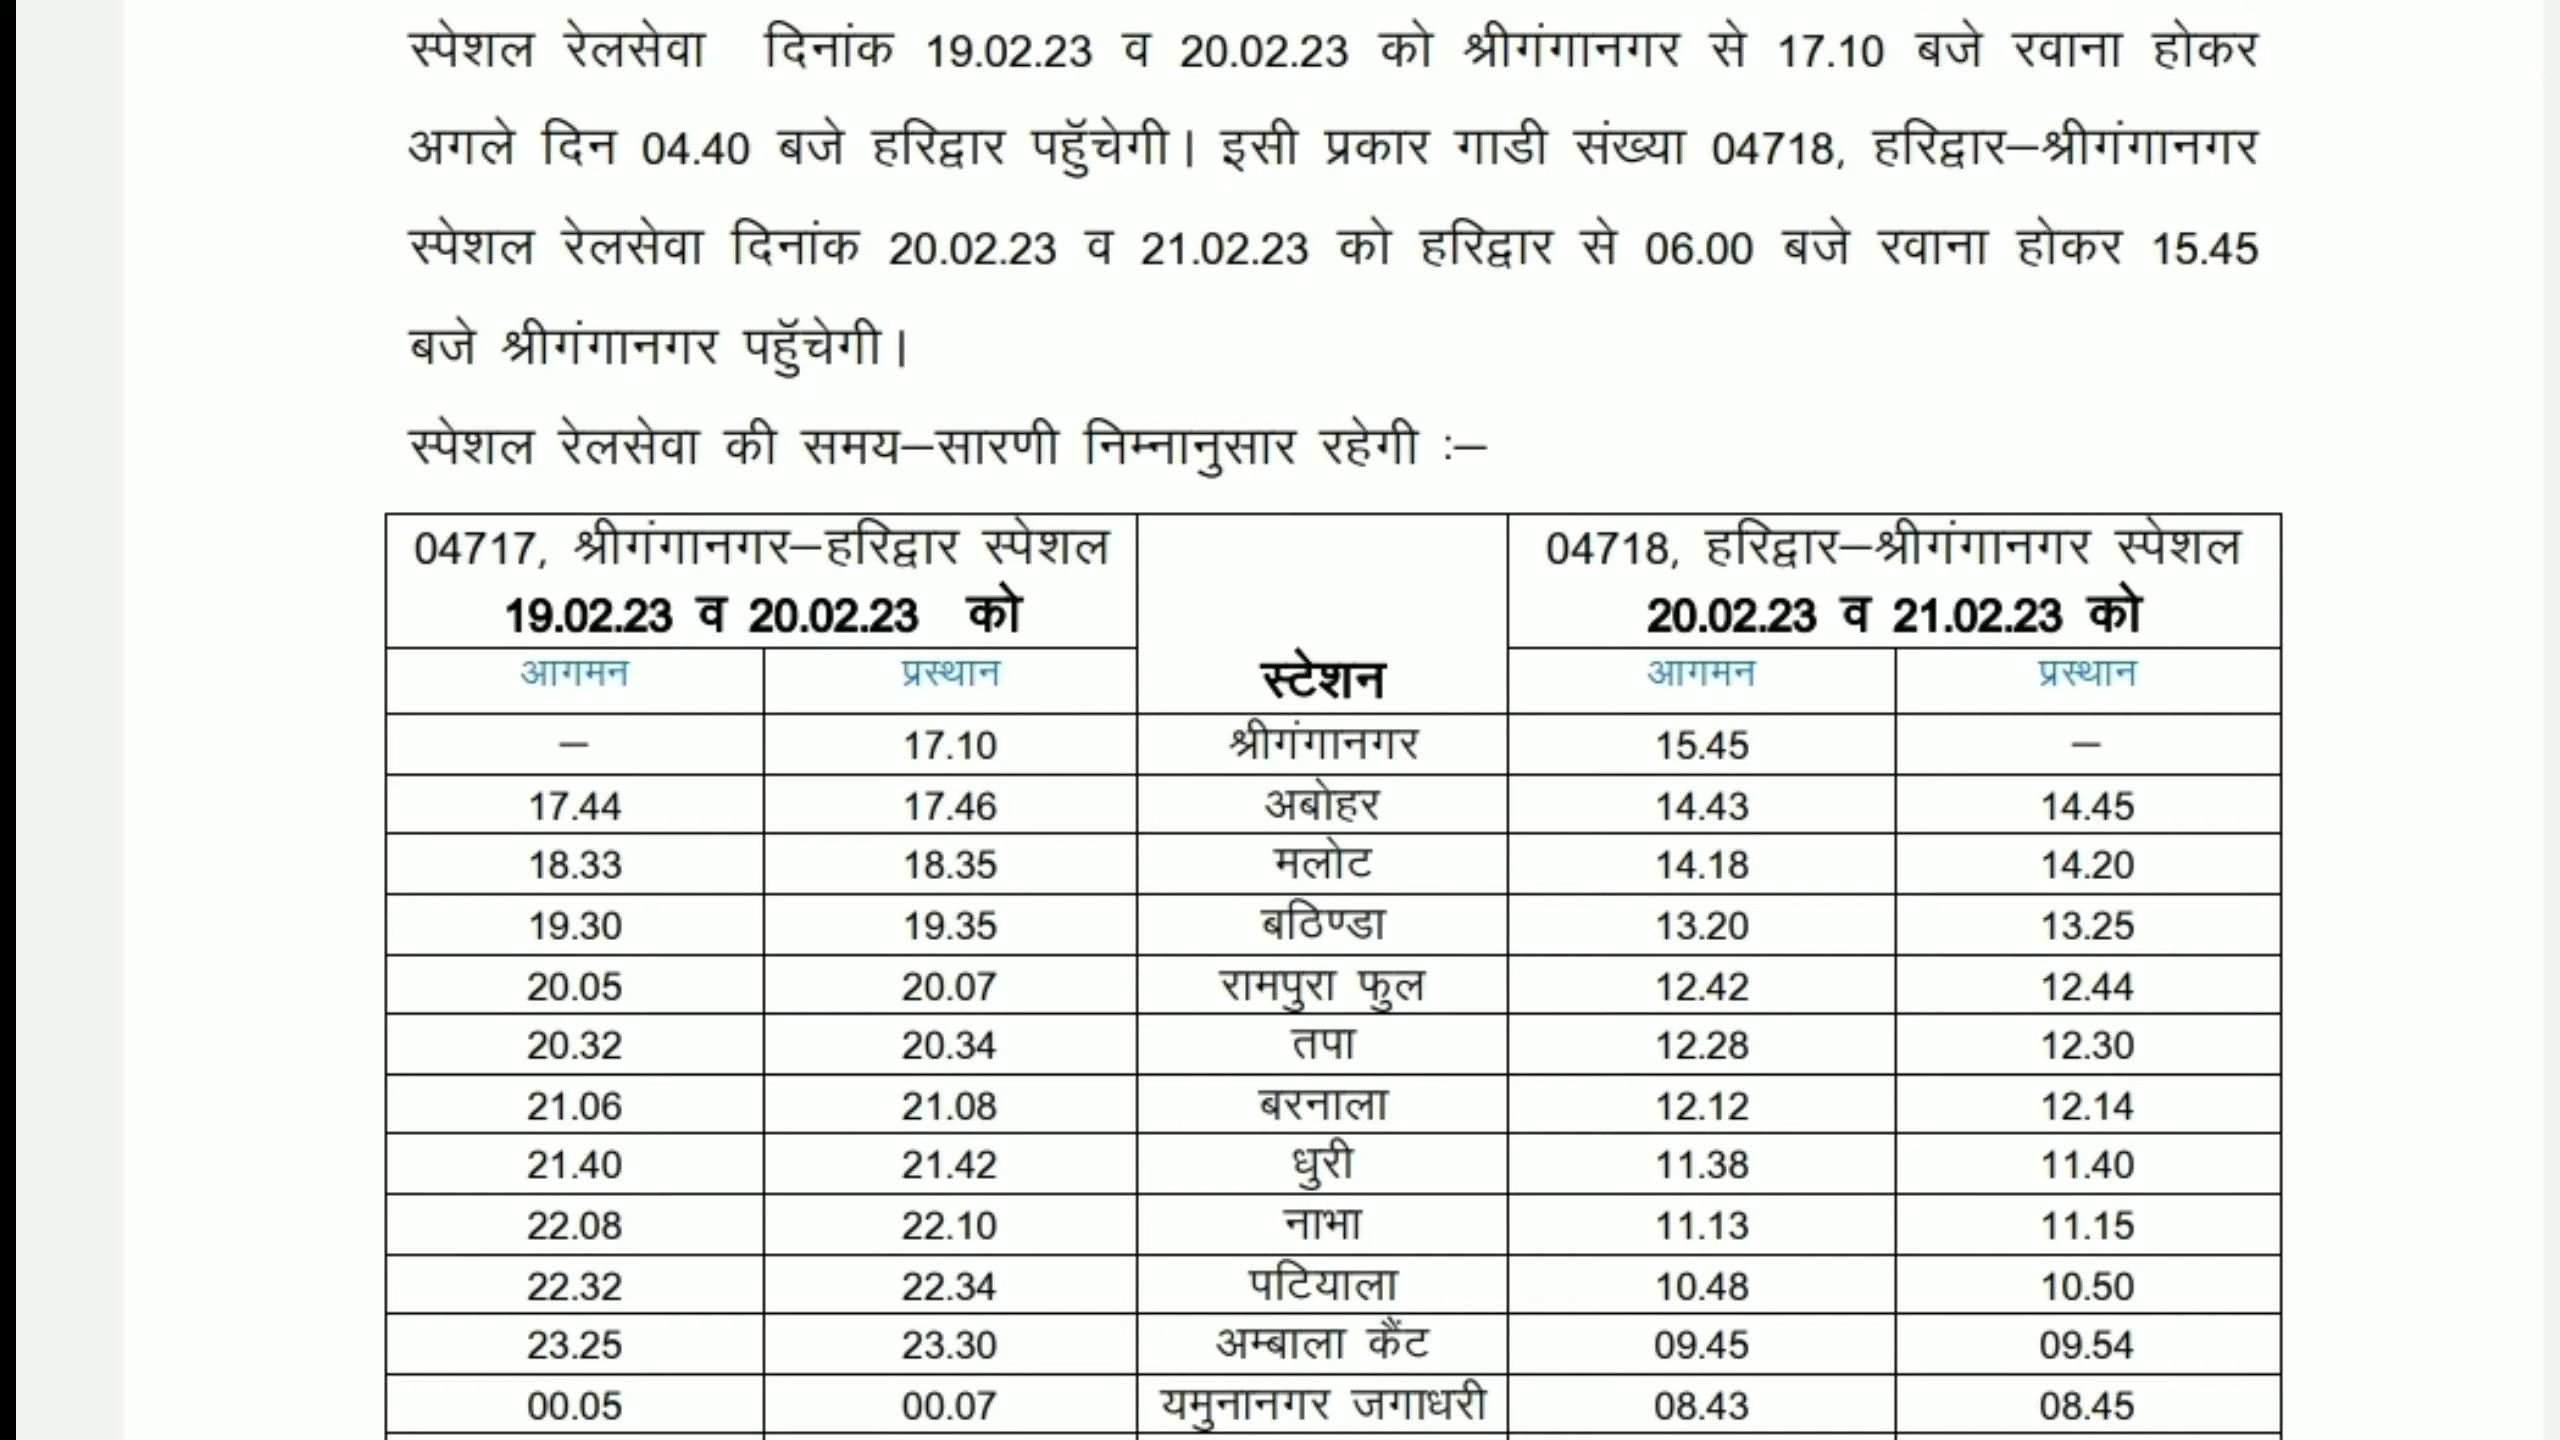 स्पेशल रेलसेवा दिनांक 19.02.23 व 20.02.23 को श्रीगंगानगर से 17.10 बजे रवाना होकर
अगले दिन 04.40 बजे हरिद्वार पहुॅचेगी। इसी प्रकार गाडी संख्या 04718, हरिद्वार–श्रीगंगानगर
स्पेशल रेलसेवा दिनांक 20.02.23 व 21.02.23 को हरिद्वार से 06.00 बजे रवाना होकर 15.45
बजे श्रीगंगानगर पहुॅचेगी।
स्पेशल रेलसेवा की समय–सारणी निम्नानुसार रहेगी :–
04717, श्रीगंगानगर–हरिद्वार स्पेशल 04718, हरिद्वार–श्रीगंगानगर स्पेशल
19.02.23 व 20.02.23 को 20.02.23 व 21.02.23 को
आगमन प्रस्थान स्टेशन आगमन प्रस्थान
– 17.10 श्रीगंगानगर 15.45 –
17.44 17.46 अबोहर 14.43 14.45
18.33 18.35 मलोट 14.18 14.20
19.30 19.35 बठिण्डा 13.20 13.25
20.05 20.07 रामपुरा फुल 12.42 12.44
20.32 20.34 तपा 12.28 12.30
21.06 21.08 बरनाला 12.12 12.14
21.40 21.42 धुरी 11.38 11.40
22.08 22.10 नाभा 11.13 11.15
22.32 22.34 पटियाला 10.48 10.50
23.25 23.30 अम्बाला कैंट 09.45 09.54
00.05 00.07 यमुनानगर जगाधरी 08.43 08.45